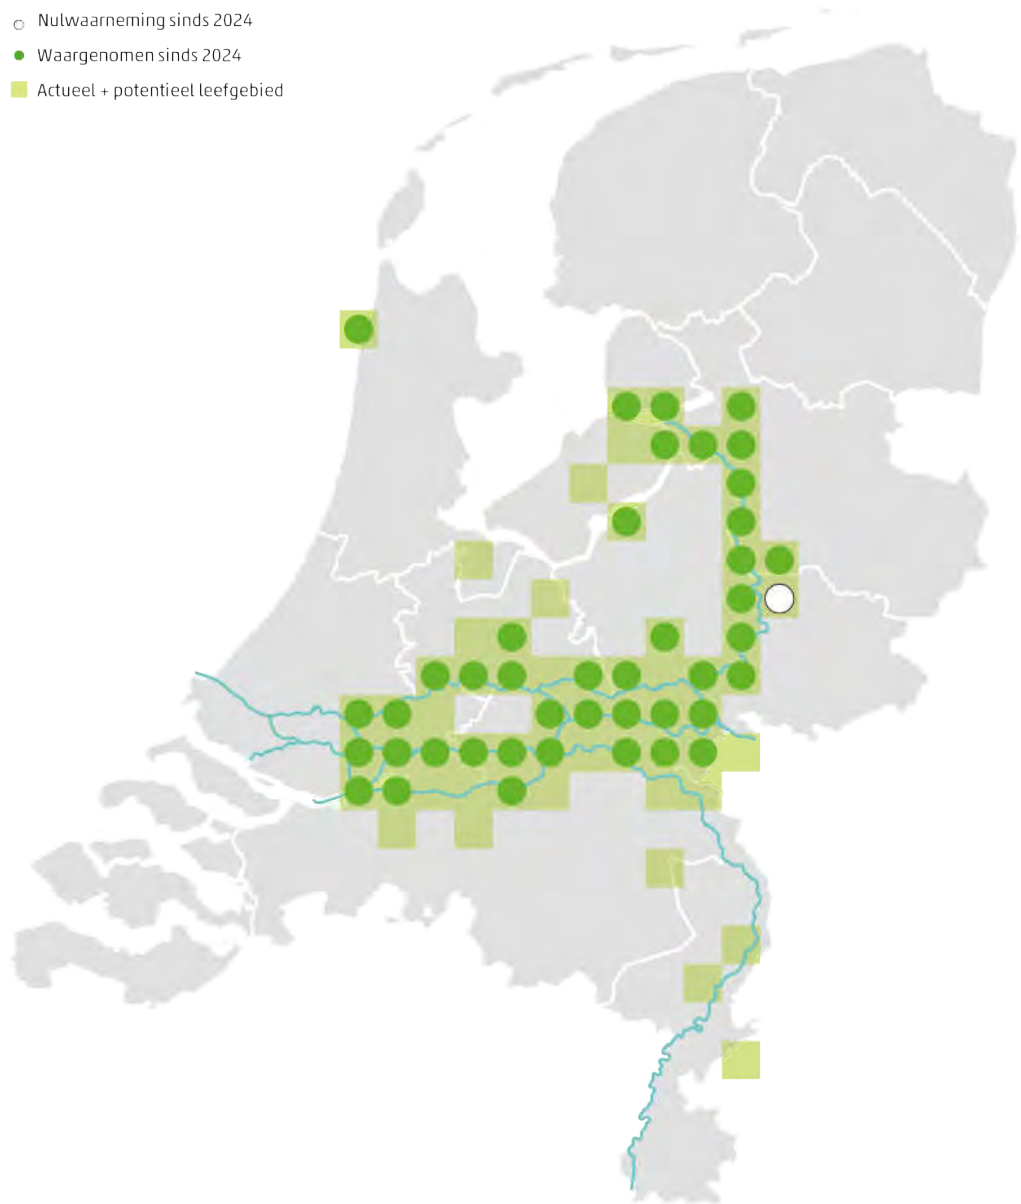 Nulwaarneming sinds 2024
Waargenomen sinds 2024
Actueel + potentieel leefgebied